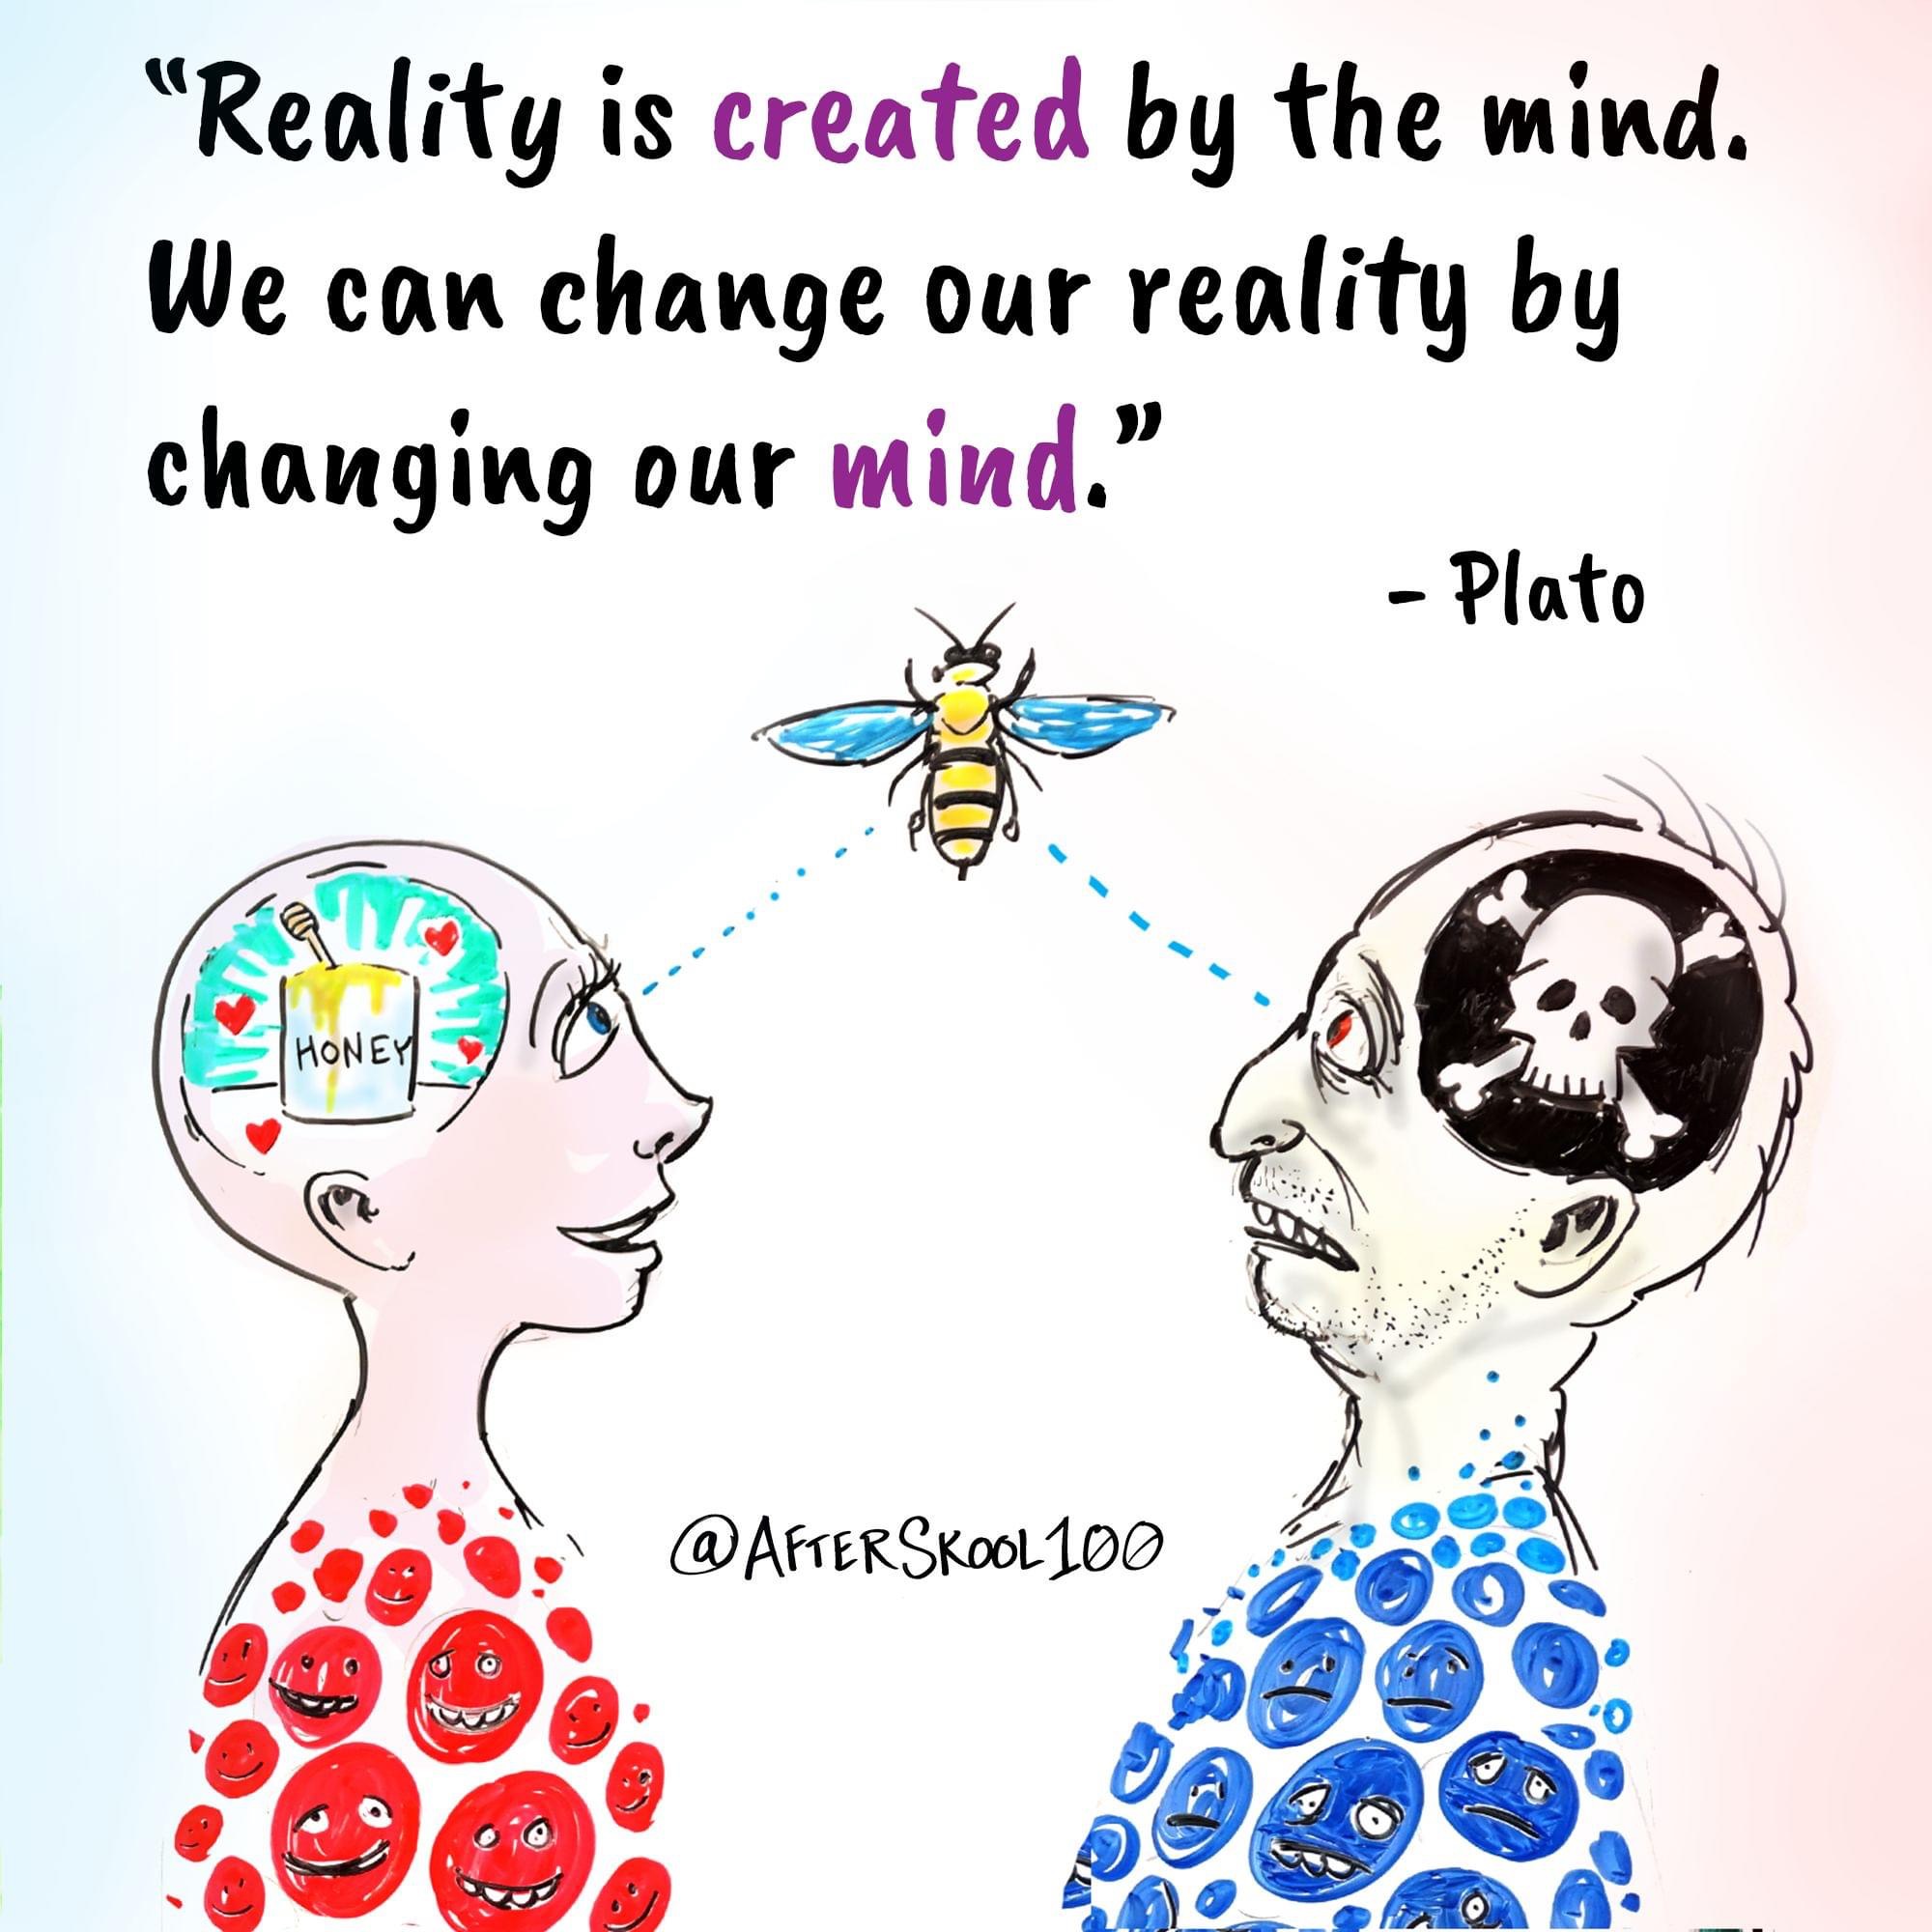 “Reality is created by the mind.
We can change our reality by
changing our mind.”
- Plato
HONEY
@AFTERSKOOL100